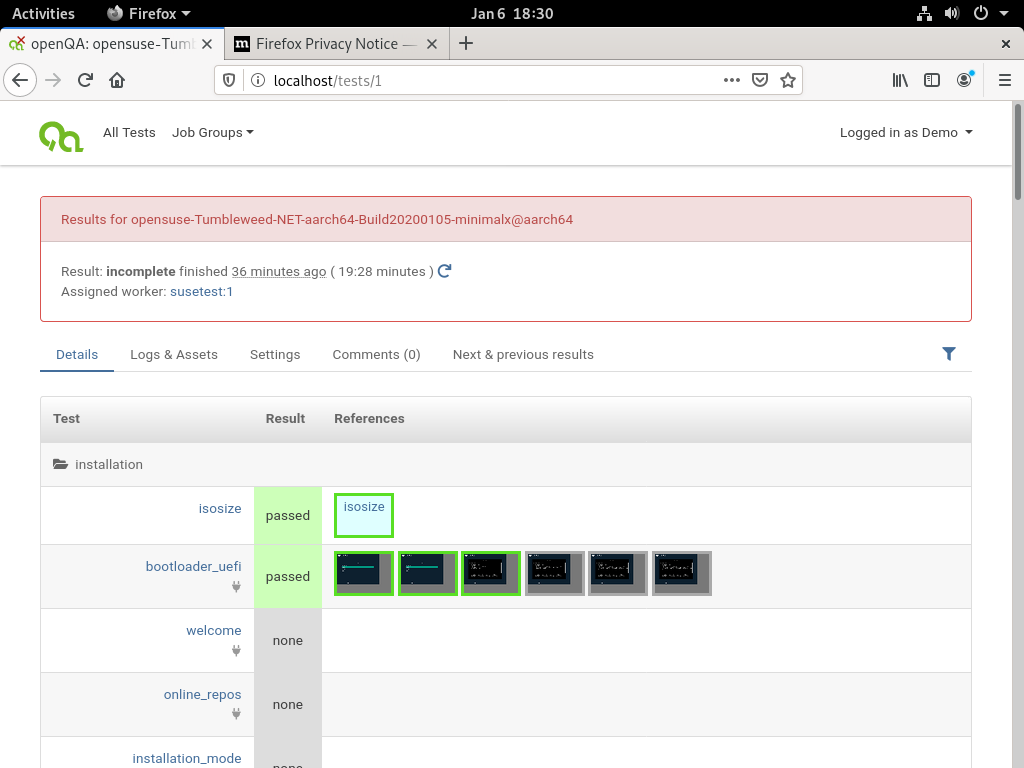 Activities
Firefox
Jan 6 18:30
openQA: opensuse-Tumb
Firefox Privacy Notice —
localhost/tests/1
All Tests
Job Groups
Logged in as Demo
Results for opensuse-Tumbleweed-NET-aarch64-Build20200105-minimalx@aarch64
Result: incomplete finished 36 minutes ago ( 19:28 minutes )
Assigned worker: susetest:1
Details
Logs & Assets
Settings
Comments (0)
Next & previous results
Test
Result
References
installation
isosize
passed
isosize
bootloader_uefi
passed
welcome
none
online_repos
none
installation_mode
none